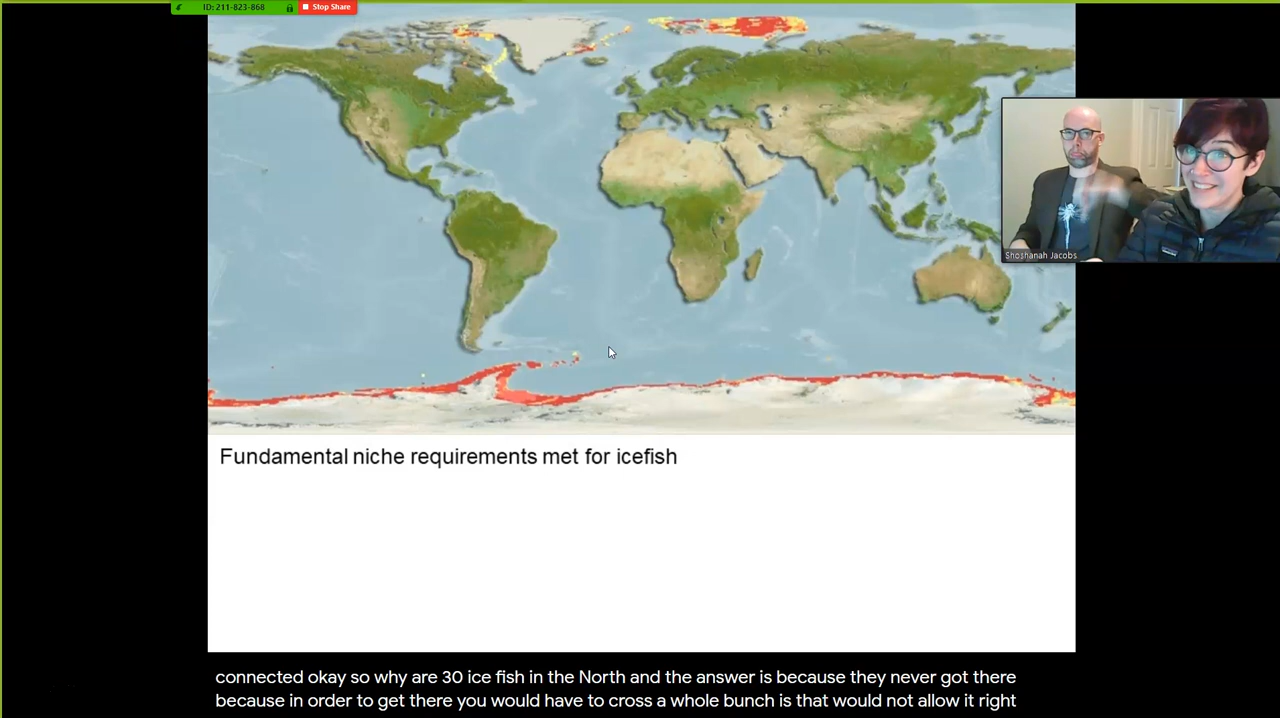 ID: 211-823-868
Stop Share
Shoshanah Jacobs
Fundamental niche requirements met for icefish
connected okay so why are 30 ice fish in the North and the answer is because they never got there
because in order to get there you would have to cross a whole bunch is that would not allow it right